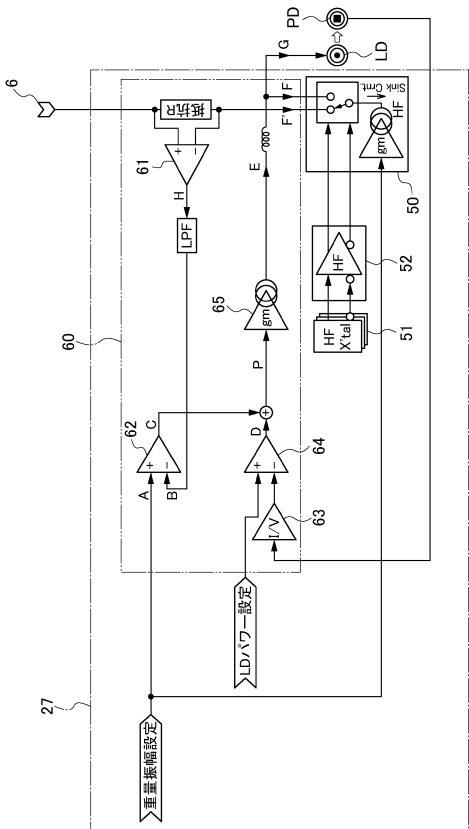 27
重量振幅設定
LDパワー設定
60
A
B
62
+
−
C
H
LPF
61
+
−
抵抗R
6
I/V
63
+
−
64
D
+
P
65
gm
E
F'
F
G
LD
PD
HF
X'tal
51
HF
52
50
gm
HF
Sink Crnt.